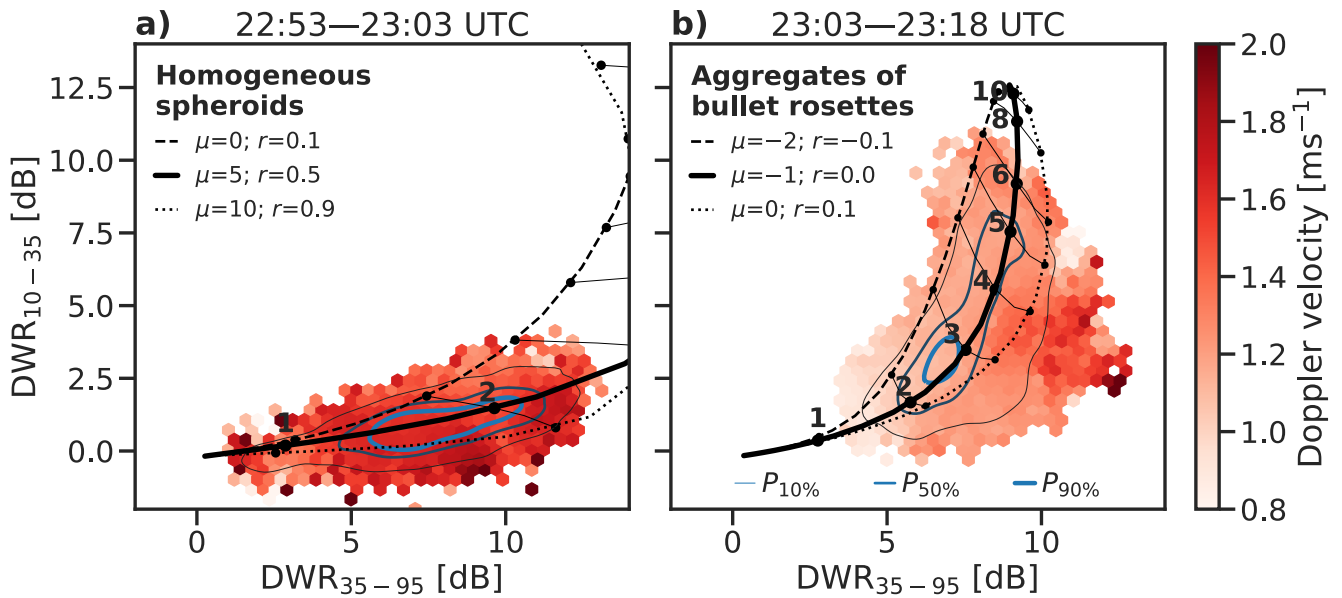 a) 22:53—23:03 UTC
Homogeneous
spheroids
μ=0; r=0.1
μ=5; r=0.5
μ=10; r=0.9
1
2
12.5
10.0
7.5
5.0
2.5
0.0
DWR10−35 [dB]
0 5 10
DWR35−95 [dB]
b) 23:03—23:18 UTC
Aggregates of
bullet rosettes
μ=−2; r=−0.1
μ=−1; r=0.0
μ=0; r=0.1
10
8
6
5
4
3
2
1
P10% P50% P90%
0 5 10
DWR35−95 [dB]
2.0
1.8
1.6
1.4
1.2
1.0
0.8
Doppler velocity [ms−1]